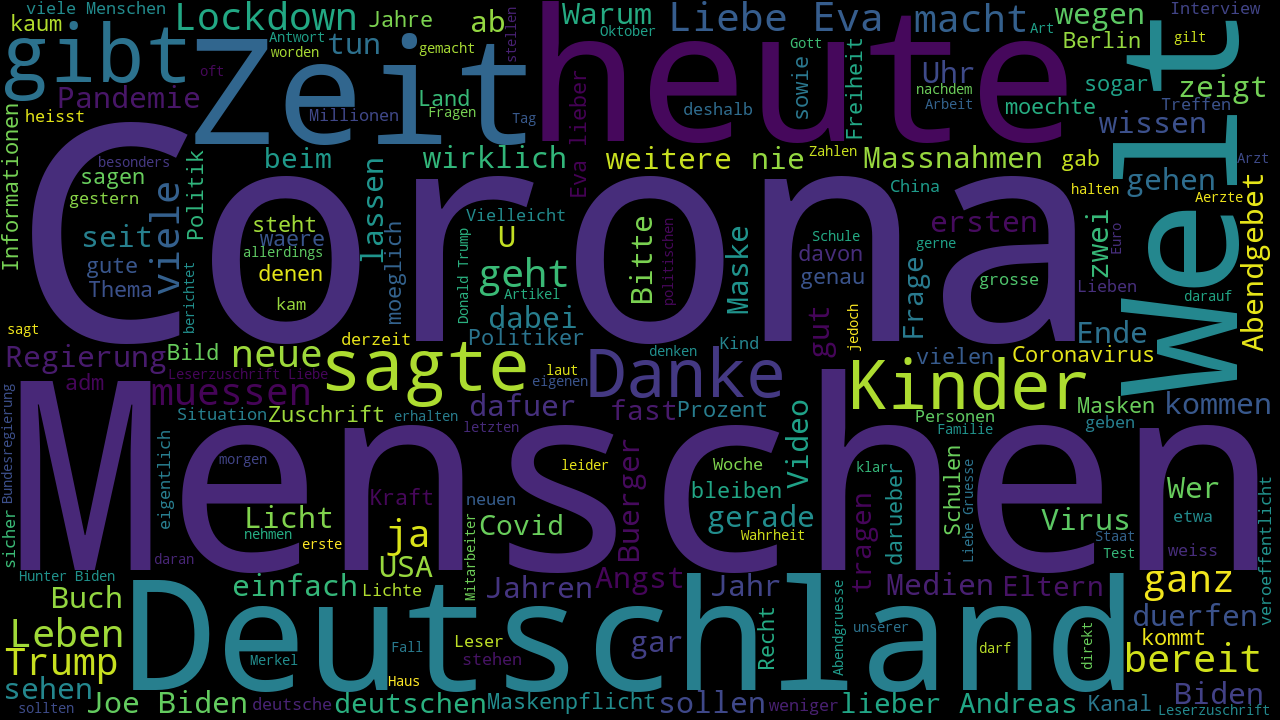 viele Menschen
Lockdown
Jahre
ab
Warum
Liebe Eva
macht
wegen
Interview
kaum
Antwort
worden
tun
gemacht
stellen
Oktober
Art
Berlin
gilt
gibt
Zeit
heute
Welt
oft
Gott
Uhr
sogar
zeigt
Pandemie
Millionen
Land
Fragen
Tag
Eva lieber
deshalb
sowie
Freiheit
nachdem
Arbeit
moechte
Treffen
heisst
wissen
Informationen
besonders
beim
wirklich
weitere
nie
Zahlen
Massnahmen
gab
Arzt
sagen
gestern
viele
Politik
lassen
China
halten
gehen
Aerzte
Corona
steht
waere
allerdings
denen
kam
Vielleicht
U
Bitte
politischen
Maske
Schule
davon
genau
gerne
ersten
grosse
zwei
Euro
Lieben
darauf
Abendgebet
seit
gute
Thema
berichtet
moeglich
Donald Trump
geht
Artikel
dabei
Politiker
gut
jedoch
Frage
Ende
sagt
derzeit
denken
Kind
Regierung
Bild
neue
sagte
laut
eigenen
Danke
vielen
Coronavirus
Leserzuschrift Liebe
adm
muessen
Kinder
Bundesregierung
Situation
Zuschrift
erhalten
dafuer
letzten
fast
Prozent
Video
Personen
Familie
Masken
geben
kommen
Menschen
eigentlich
morgen
leider
Buerger
Woche
klar
Kraft
neuen
bleiben
darueber
Schulen
Liebe Gruesse
Wer
etwa
Licht
nehmen
erste
ja
Covid
gerade
Wahrheit
tragen
Virus
Staat
Test
weiss
veroeffentlicht
sicher
daran
USA
Mitarbeiter
Hunter Biden
Buch
einfach
Lichte
Jahren
Angst
Jahr
Medien
Eltern
ganz
duerfen
Deutschland
Leben
Trump
Merkel
Fall
Leser
stehen
gar
Recht
Abendgruesse
unserer
darf
direkt
kommt
bereit
Haus
sehen
sollten
Joe Biden
deutsche
deutschen
Maskenpflicht
sollen
weniger
lieber Andreas
Kanal
Biden
Leserzuschrift